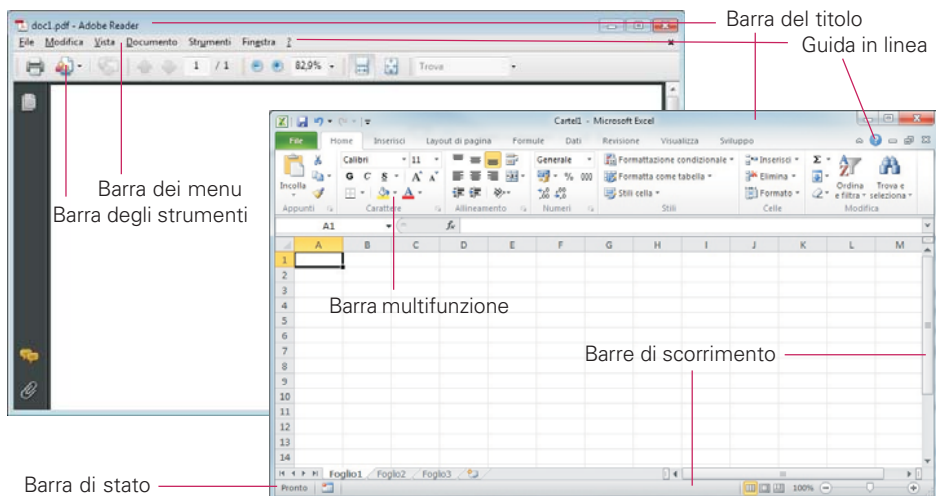 doc1.pdf - Adobe Reader
Barra del titolo
File Modifica Vista Documento Strumenti Finestra ?
Guida in linea
1 / 1 82,9% Trova
Cartel1 - Microsoft Excel
File Home Inserisci Layout di pagina Formule Dati Revisione Visualizza Sviluppo
Barra dei menu
Barra degli strumenti
Incolla
Calibri 11
G C S A A
A
Generale
% 000
Formattazione condizionale
Formatta come tabella
Stili cella
Inserisci
Elimina
Formato
Σ
Ordina e filtra
Trova e seleziona
Appunti Carattere Allineamento Numeri Stili Celle Modifica
A1 fx
A B C D E F G H I J K L M
1
2
3
4
5
6
7
8
9
10
11
12
13
14
Barra multifunzione
Barre di scorrimento
Foglio1 Foglio2 Foglio3
Barra di stato
Pronto 100%